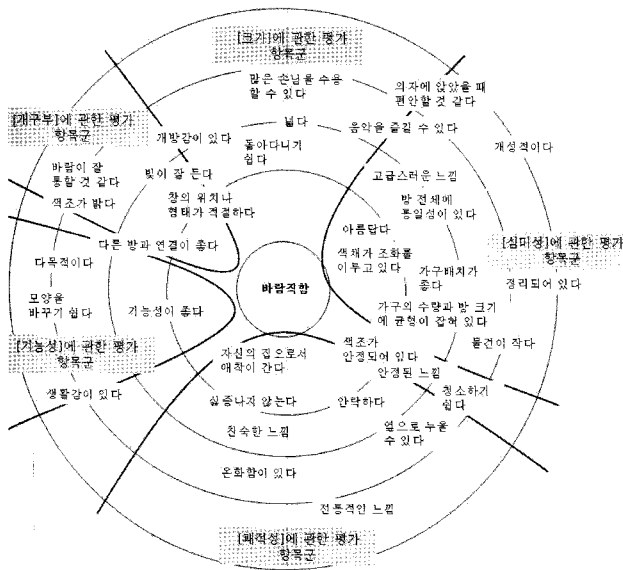 [크기]에 관한 평가
항목군
많은 손님을 수용
할 수 있다
의자에 앉았을 때
편안할 것 같다
[개구부]에 관한 평가
항목군
넓다
음악을 즐길 수 있다
개방감이 있다
돌아다니기
쉽다
개성적이다
바람이 잘
통할 것 같다
빛이 잘 든다
고급스러운 느낌
색조가 밝다
창의 위치나
형태가 적절하다
방 전체에
통일성이 있다
아름답다
다른 방과 연결이 좋다
색채가 조화를
이루고 있다
[심미성]에 관한 평가
항목군
다목적이다
바람직함
가구배치가
좋다
정리되어 있다
모양을
바꾸기 쉽다
기능성이 좋다
가구의 수량과 방 크기
에 균형이 잡혀 있다
[기능성]에 관한 평가
항목군
자신의 집으로서
애착이 간다
색조가
안정되어 있다
물건이 작다
안정된 느낌
생활감이 있다
싫증나지 않는다
안락하다
청소하기
쉽다
친숙한 느낌
옆으로 누울
수 있다
온화함이 있다
전통적인 느낌
[쾌적성]에 관한 평가
항목군